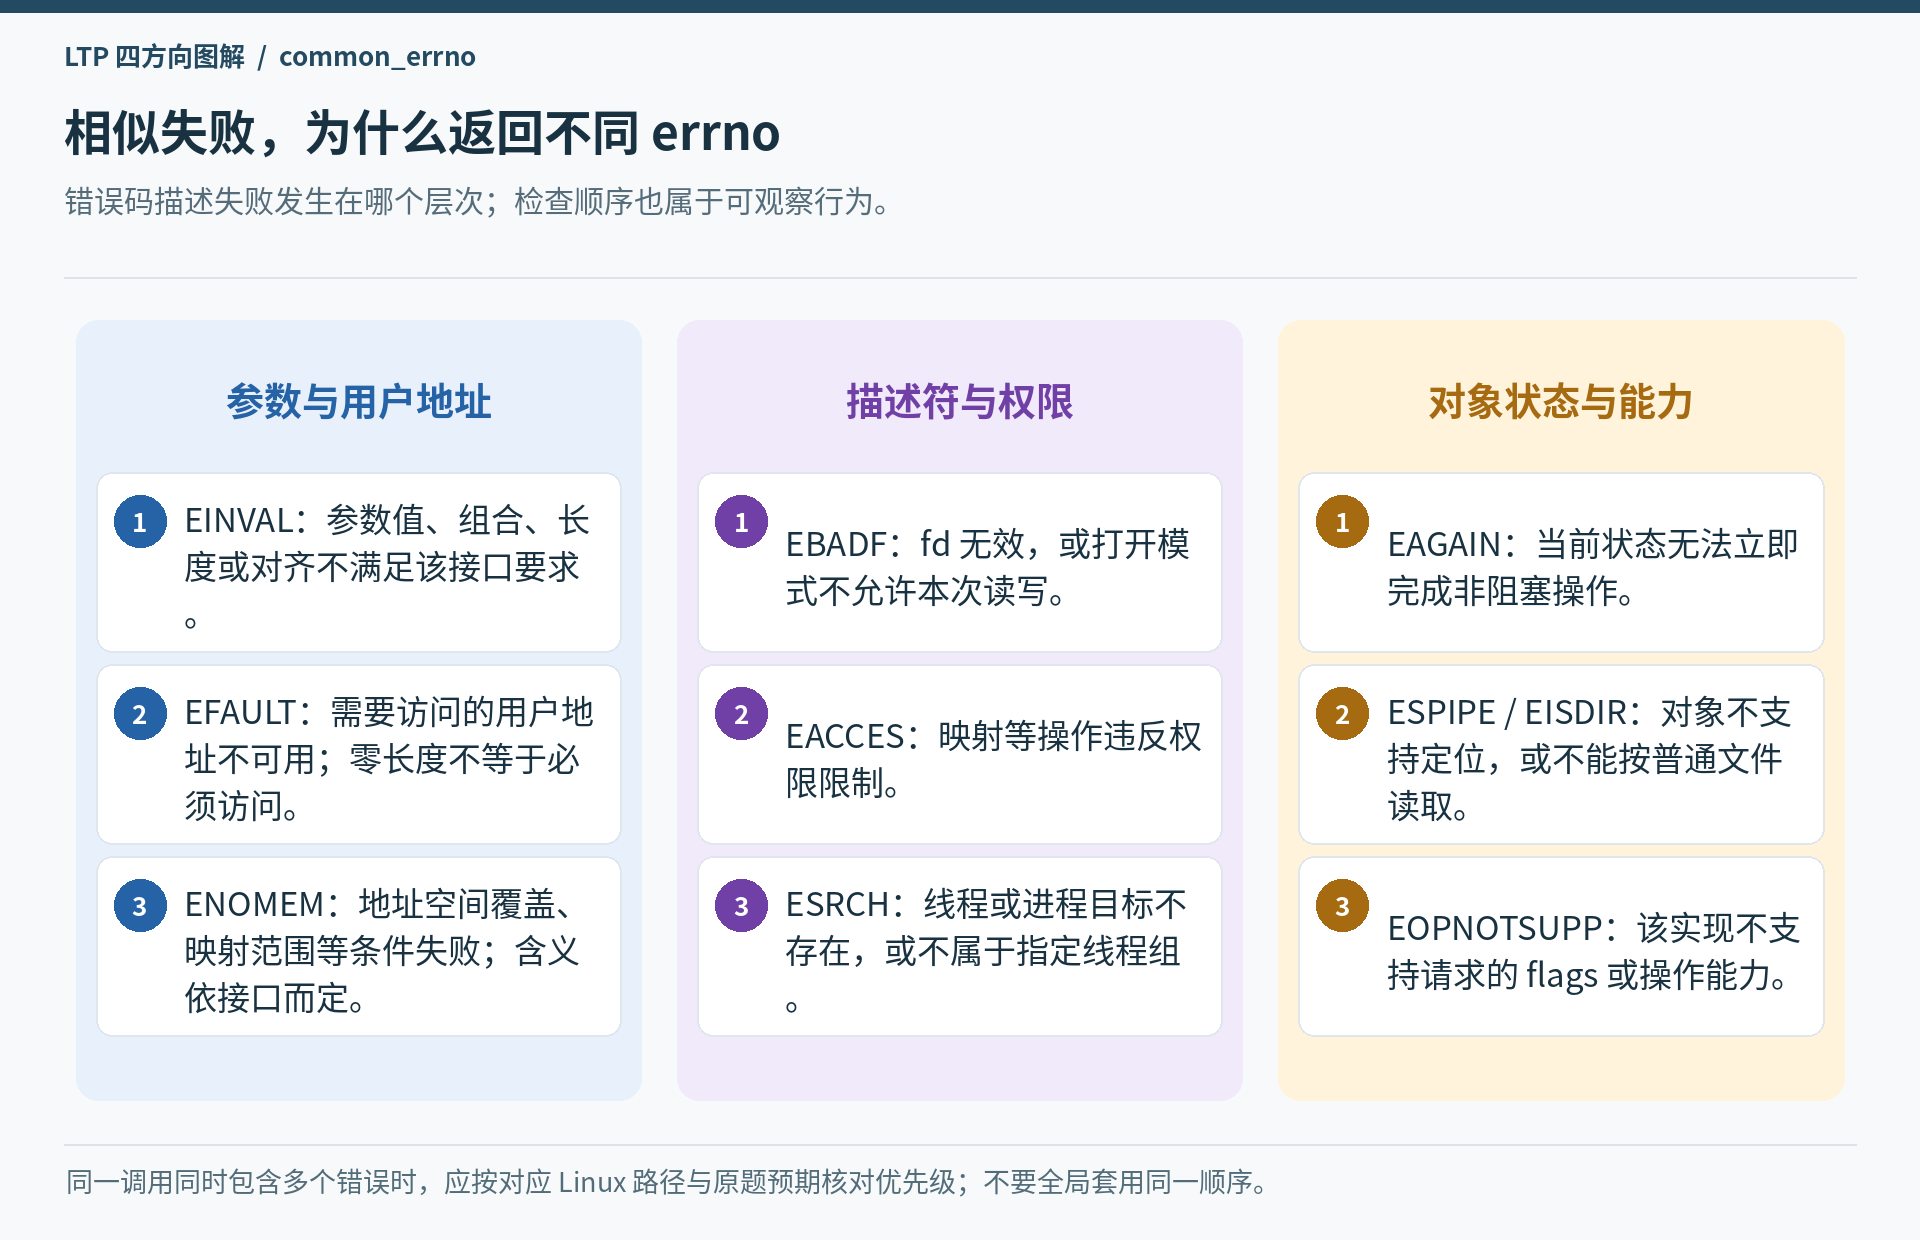 LTP 四方向图解 / common_errno
相似失败，为什么返回不同 errno
错误码描述失败发生在哪个层次；检查顺序也属于可观察行为。
参数与用户地址
1
EINVAL：参数值、组合、长
度或对齐不满足该接口要求
。
2
EFAULT：需要访问的用户地
址不可用；零长度不等于必
须访问。
3
ENOMEM：地址空间覆盖、
映射范围等条件失败；含义
依接口而定。
描述符与权限
1
EBADF：fd 无效，或打开模
式不允许本次读写。
2
EACCES：映射等操作违反权
限限制。
3
ESRCH：线程或进程目标不
存在，或不属于指定线程组
。
对象状态与能力
1
EAGAIN：当前状态无法立即
完成非阻塞操作。
2
ESPIPE / EISDIR：对象不支
持定位，或不能按普通文件
读取。
3
EOPNOTSUPP：该实现不支
持请求的 flags 或操作能力。
同一调用同时包含多个错误时，应按对应 Linux 路径与原题预期核对优先级；不要全局套用同一顺序。